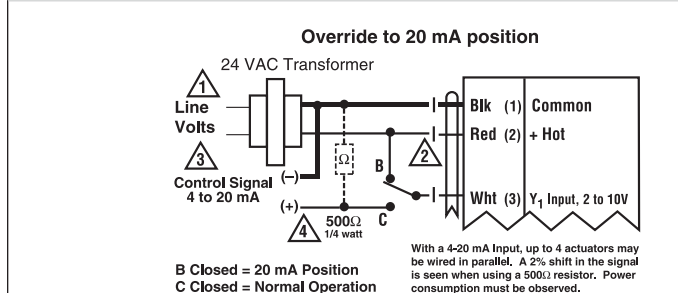 Override to 20 mA position
24 VAC Transformer
1
Line
Volts
Blk (1) Common
Red (2) + Hot
2
3
Control Signal
4 to 20 mA
(–)
Ω
B
Wht (3) Y1 Input, 2 to 10V
(+)
4
500Ω
1/4 watt
C
B Closed = 20 mA Position
C Closed = Normal Operation
With a 4-20 mA Input, up to 4 actuators may
be wired in parallel. A 2% shift in the signal
is seen when using a 500Ω resistor. Power
consumption must be observed.